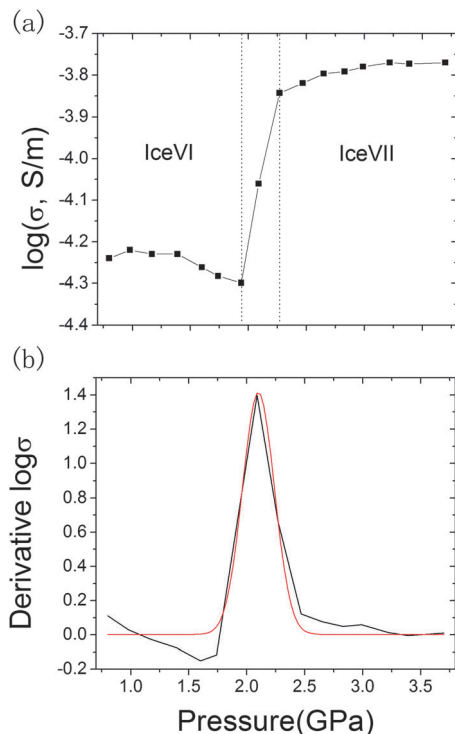 (a)
-3.7
-3.8
-3.9
-4.0
-4.1
-4.2
-4.3
-4.4
log(σ, S/m)
IceVI
IceVII
(b)
1.4
1.2
1.0
0.8
0.6
0.4
0.2
0.0
-0.2
Derivative logσ
1.0 1.5 2.0 2.5 3.0 3.5
Pressure(GPa)